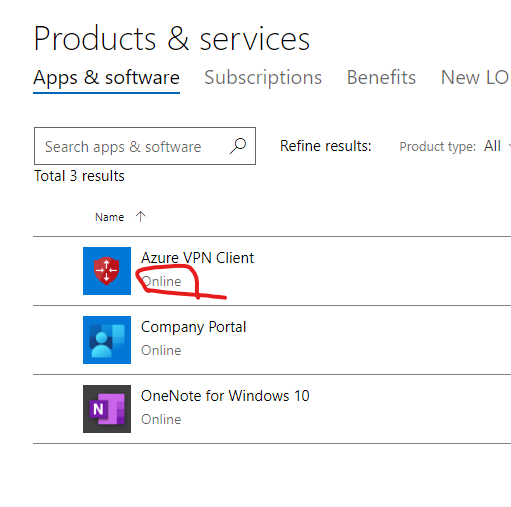 Products & services
Apps & software Subscriptions Benefits New LO
Search apps & software Refine results: Product type: All
Total 3 results
Name
Azure VPN Client
Online
Company Portal
Online
N
OneNote for Windows 10
Online